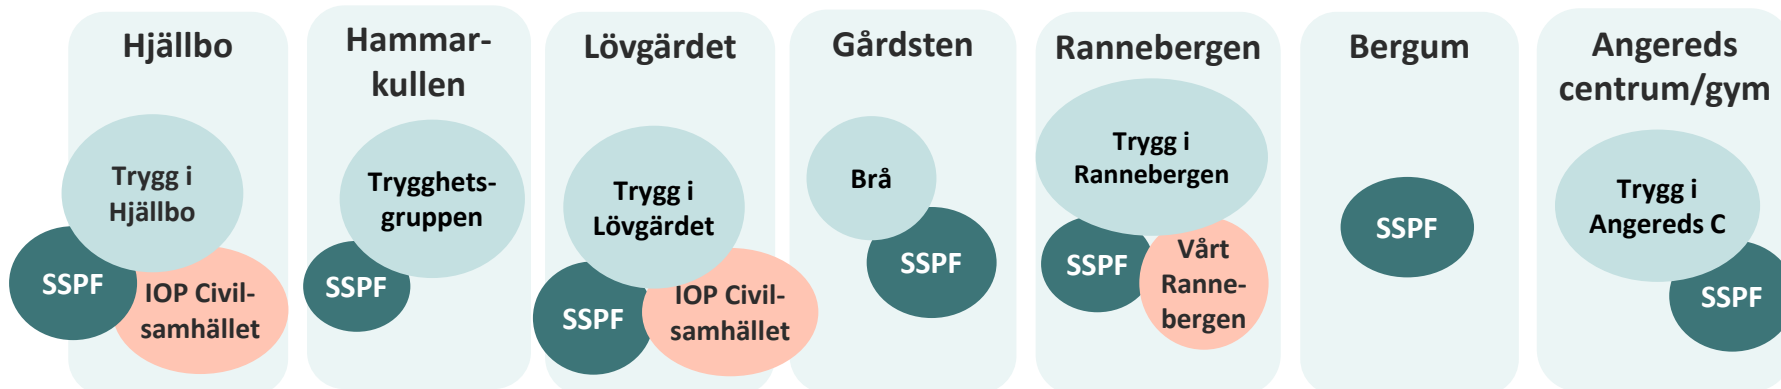 Hjällbo
Trygg i
Hjällbo
SSPF
IOP Civil-
samhället
Hammar-
kullen
Trygghets-
gruppen
SSPF
Lövgärdet
Trygg i
Lövgärdet
SSPF
IOP Civil-
samhället
Gårdsten
Brå
SSPF
Rannebergen
Trygg i
Rannebergen
SSPF
Vårt
Ranne-
bergen
Bergum
SSPF
Angereds
centrum/gym
Trygg i
Angereds C
SSPF